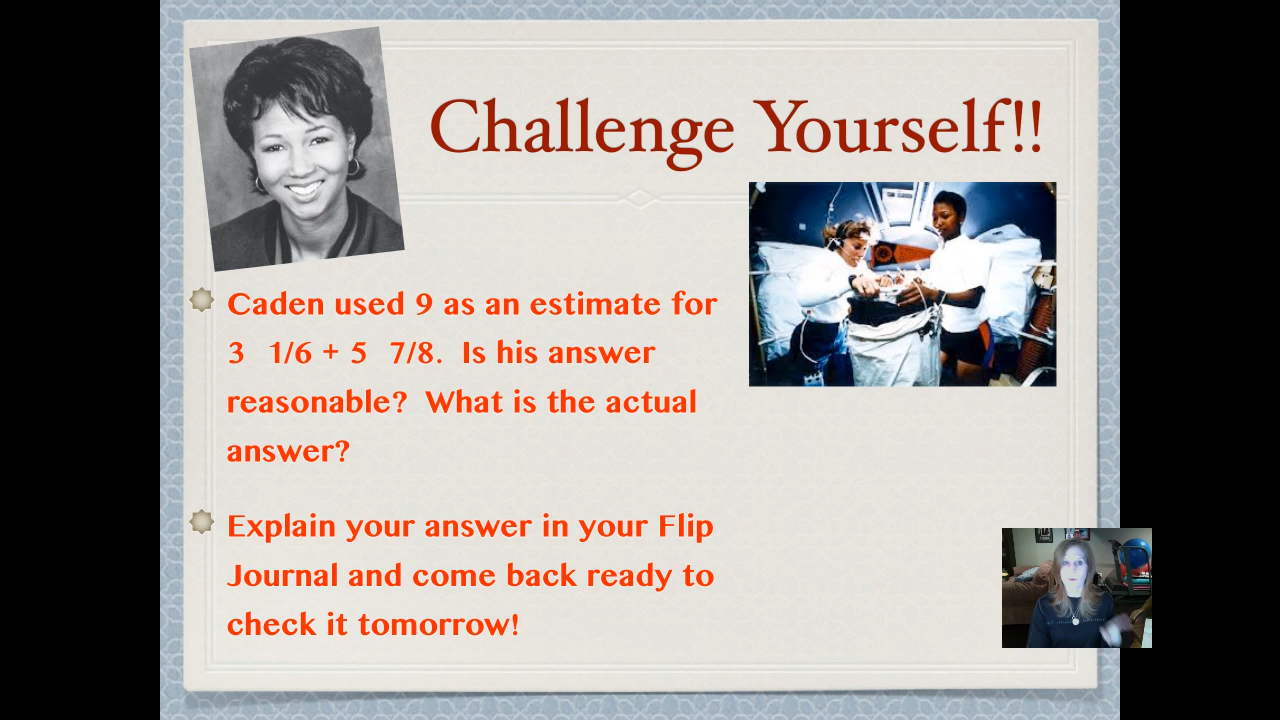 Challenge Yourself!!
Caden used 9 as an estimate for
3 1/6 + 5 7/8. Is his answer
reasonable? What is the actual
answer?
Explain your answer in your Flip
Journal and come back ready to
check it tomorrow!